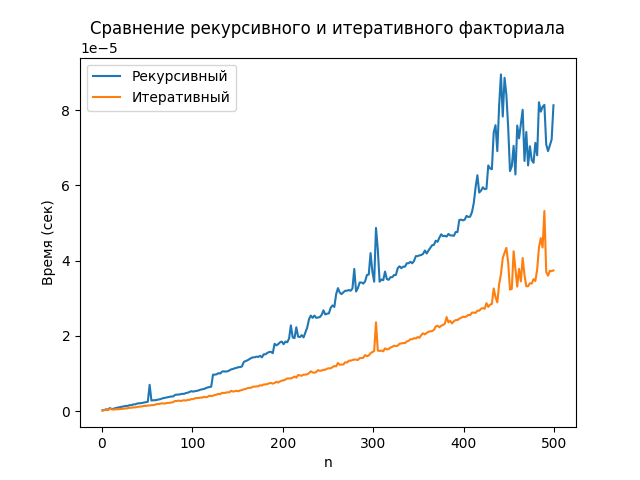 Сравнение рекурсивного и итеративного факториала
1e−5
Рекурсивный
Итеративный
8
6
4
2
0
Время (сек)
0 100 200 300 400 500
n